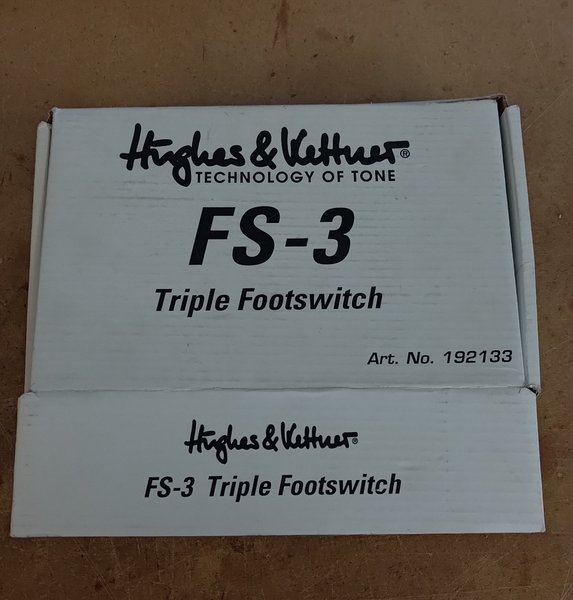 Hughes & Kettner®
TECHNOLOGY OF TONE
FS-3
Triple Footswitch
Art. No. 192133
Hughes & Kettner®
FS-3 Triple Footswitch